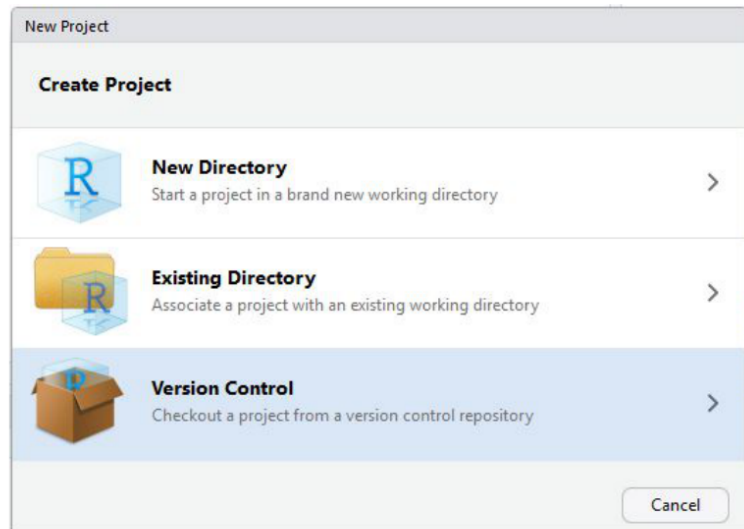 New Project
Create Project
R
New Directory
Start a project in a brand new working directory
R
Existing Directory
Associate a project with an existing working directory
R
Version Control
Checkout a project from a version control repository
Cancel